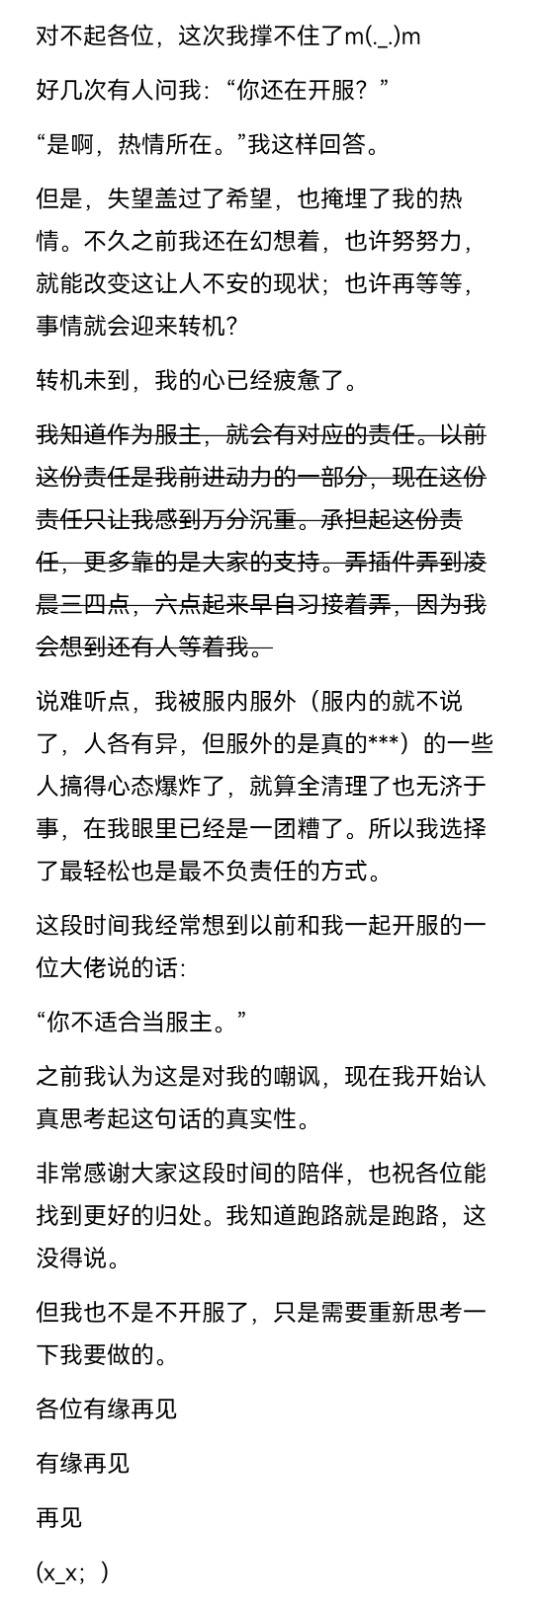 对不起各位，这次我撑不住了m(._.)m
好几次有人问我：“你还在开服？”
“是啊，热情所在。”我这样回答。
但是，失望盖过了希望，也掩埋了我的热
情。不久之前我还在幻想着，也许努努力，
就能改变这让人不安的现状；也许再等等，
事情就会迎来转机？
转机未到，我的心已经疲惫了。
我知道作为服主，就会有对应的责任。以前
这份责任是我前进动力的一部分，现在这份
责任只让我感到万分沉重。承担起这份责
任，更多靠的是大家的支持。弄插件弄到凌
晨三四点，六点起来早自习接着弄，因为我
会想到还有人等着我。
说难听点，我被服内服外（服内的就不说
了，人各有异，但服外的是真的***）的一些
人搞得心态爆炸了，就算全清理了也无济于
事，在我眼里已经是一团糟了。所以我选择
了最轻松也是最不负责任的方式。
这段时间我经常想到以前和我一起开服的一
位大佬说的话：
“你不适合当服主。”
之前我认为这是对我的嘲讽，现在我开始认
真思考起这句话的真实性。
非常感谢大家这段时间的陪伴，也祝各位能
找到更好的归处。我知道跑路就是跑路，这
没得说。
但我也不是不开服了，只是需要重新思考一
下我要做的。
各位有缘再见
有缘再见
再见
(x_x；)